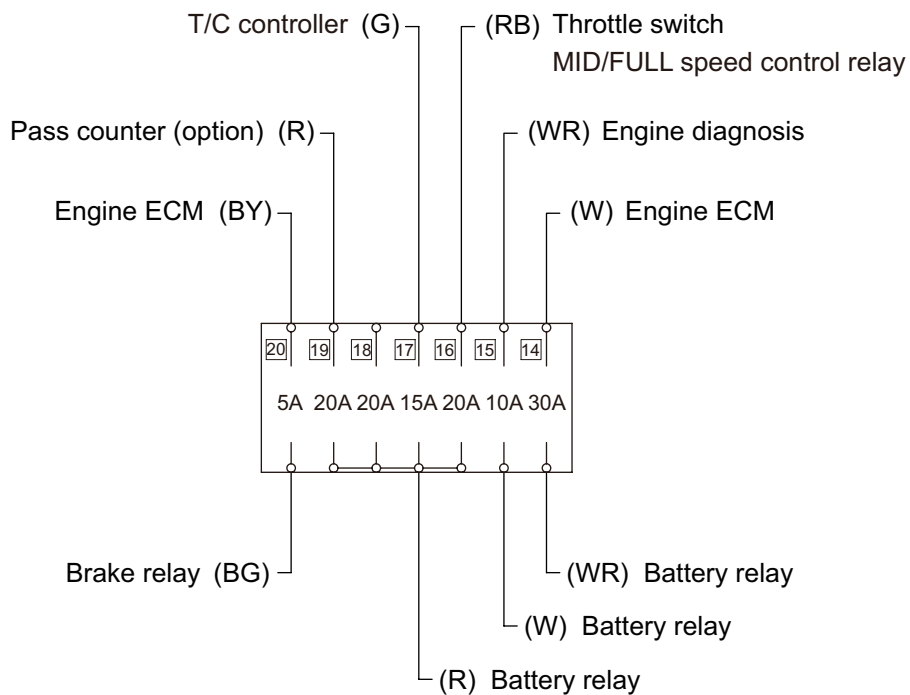 T/C controller (G) (RB) Throttle switch
MID/FULL speed control relay
Pass counter (option) (R) (WR) Engine diagnosis
Engine ECM (BY) (W) Engine ECM
20 19 18 17 16 15 14
5A 20A 20A 15A 20A 10A 30A
Brake relay (BG) (WR) Battery relay
(W) Battery relay
(R) Battery relay